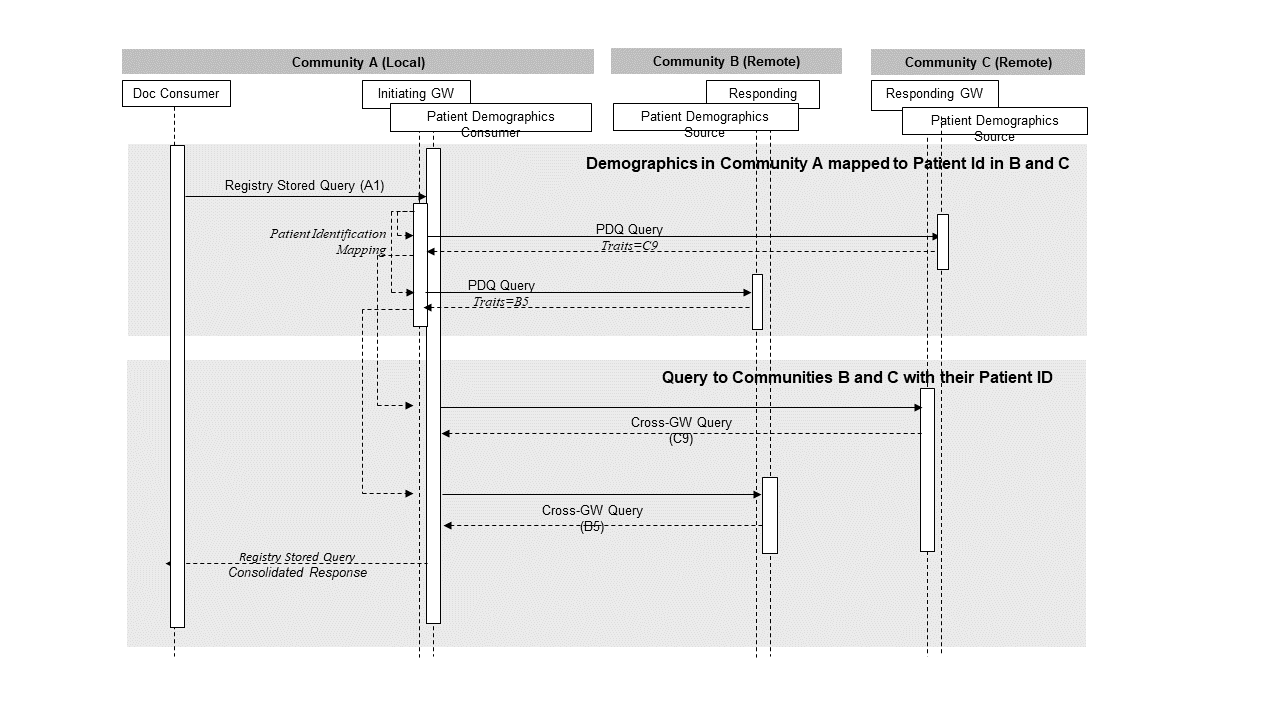 Community A (Local)
Community B (Remote)
Community C (Remote)
Doc Consumer
Initiating GW
Patient Demographics
Consumer
Responding
Patient Demographics
Source
Responding GW
Patient Demographics
Source
Demographics in Community A mapped to Patient Id in B and C
Registry Stored Query (A1)
Patient Identification
Mapping
PDQ Query
Traits=C9
PDQ Query
Traits=B5
Query to Communities B and C with their Patient ID
Cross-GW Query
(C9)
Cross-GW Query
(B5)
Registry Stored Query
Consolidated Response